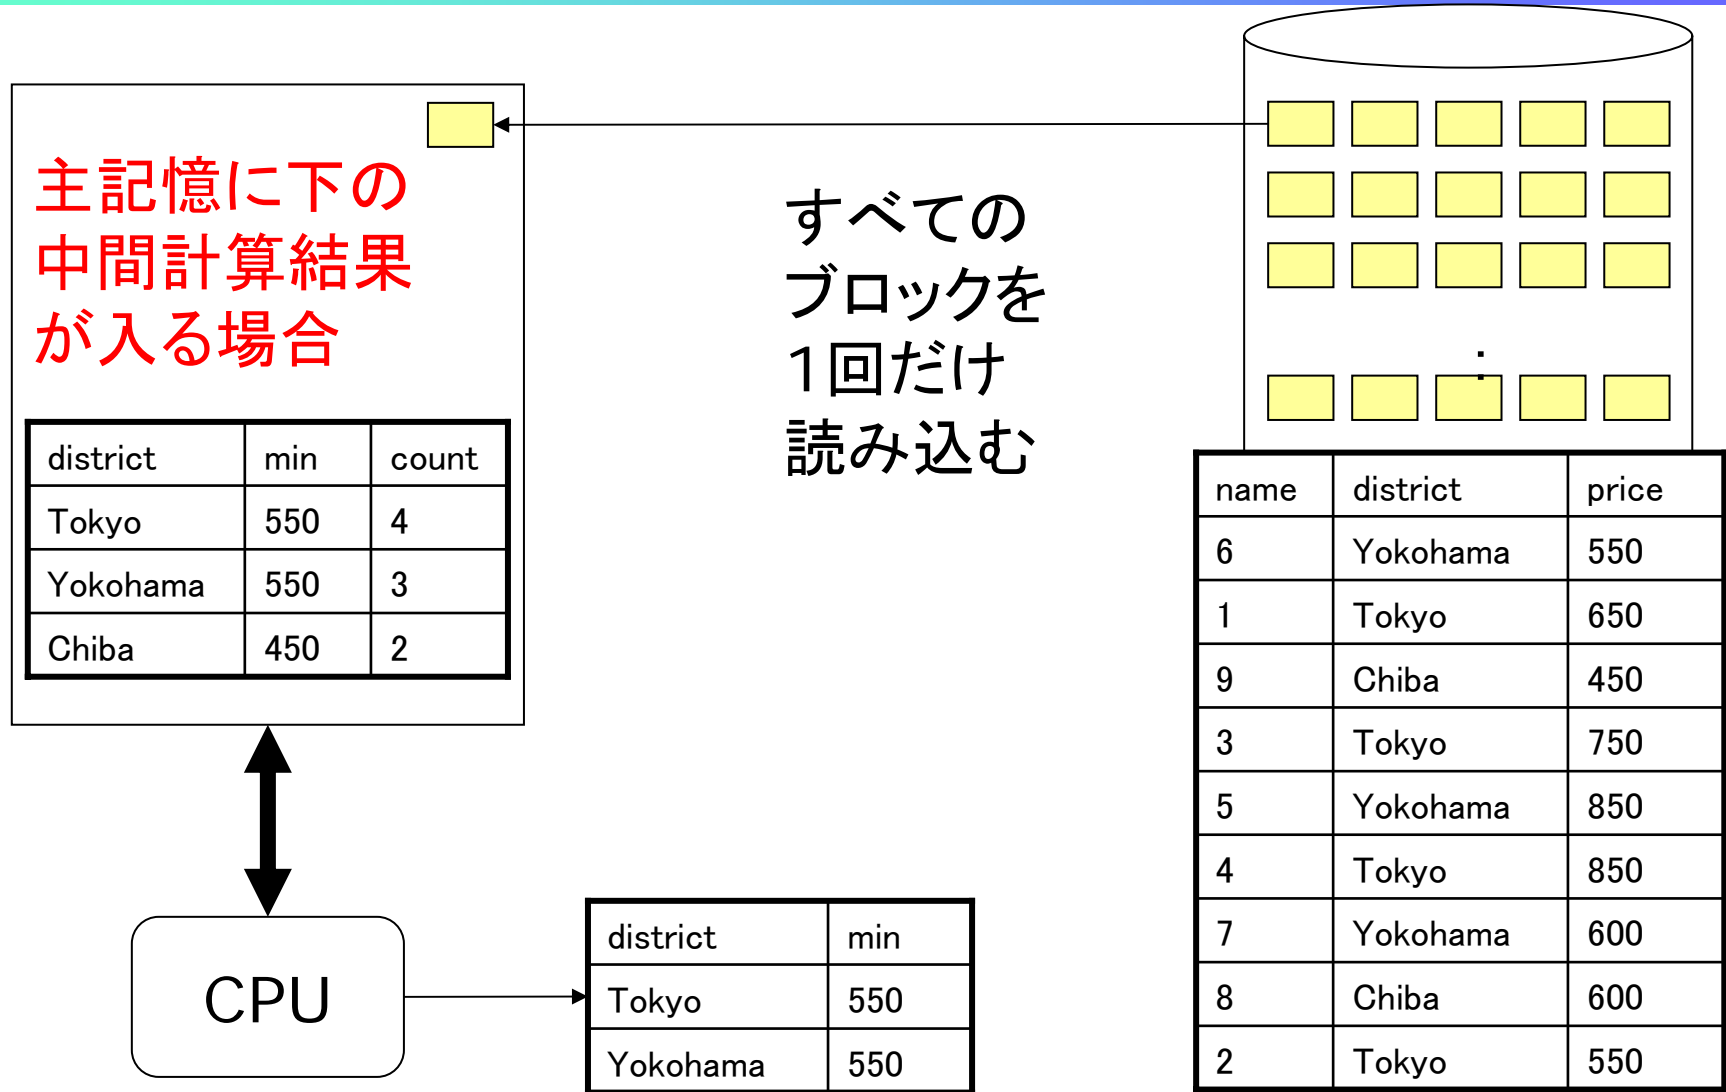 主記憶に下の
中間計算結果
が入る場合
district min count
Tokyo 550 4
Yokohama 550 3
Chiba 450 2
すべての
ブロックを
1回だけ
読み込む
:
name district price
6 Yokohama 550
1 Tokyo 650
9 Chiba 450
3 Tokyo 750
5 Yokohama 850
4 Tokyo 850
7 Yokohama 600
8 Chiba 600
2 Tokyo 550
CPU
district min
Tokyo 550
Yokohama 550